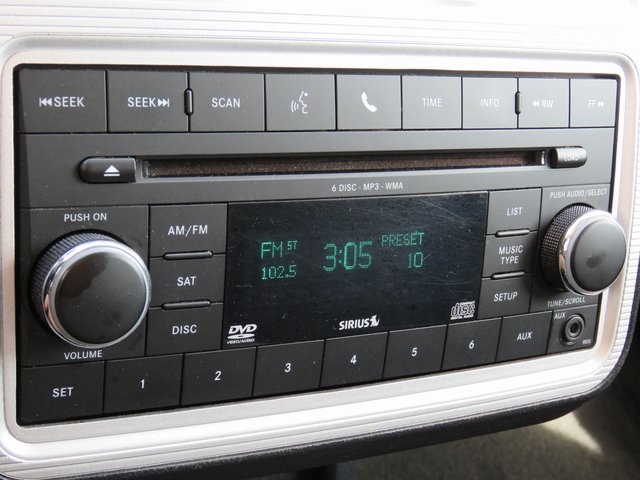 SEEK
SEEK
SCAN
TIME
INFO
RW
FF
LOAD
6 DISC · MP3 · WMA
PUSH ON
VOLUME
AM/FM
SAT
DISC
FM ST
102.5
3:05
PRESET
10
DVD
VIDEO/AUDIO
SIRIUS
disc
LIST
MUSIC
TYPE
SETUP
PUSH AUDIO/SELECT
TUNE/SCROLL
AUX
SET
1
2
3
4
5
6
AUX